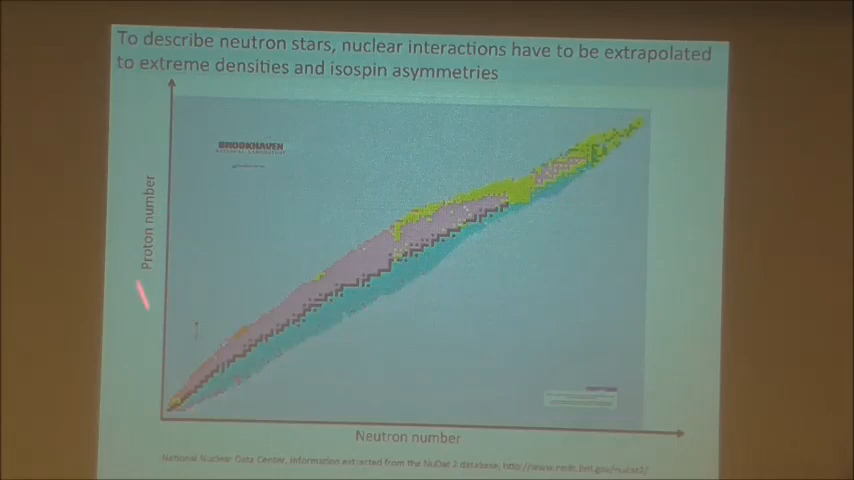 To describe neutron stars, nuclear interactions have to be extrapolated
to extreme densities and isospin asymmetries
BROOKHAVEN
NATIONAL LABORATORY
Proton number
Neutron number
National Nuclear Data Center, information extracted from the NuDat 2 database, http://www.nndc.bnl.gov/nudat2/